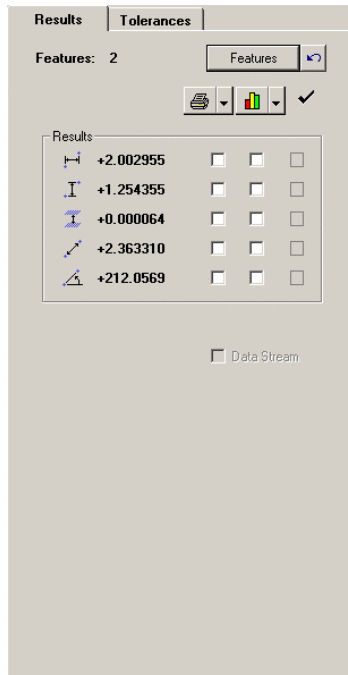 Results Tolerances
Features: 2 Features
Results
+2.002955
+1.254355
+0.000064
+2.363310
+212.0569
Data Stream